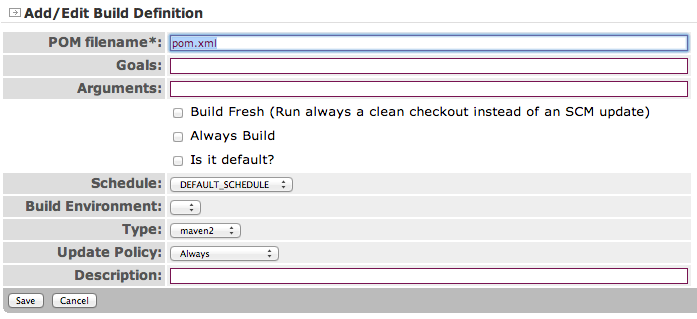 Add/Edit Build Definition
POM filename*: pom.xml
Goals:
Arguments:
Build Fresh (Run always a clean checkout instead of an SCM update)
Always Build
Is it default?
Schedule: DEFAULT_SCHEDULE
Build Environment:
Type: maven2
Update Policy: Always
Description:
Save Cancel